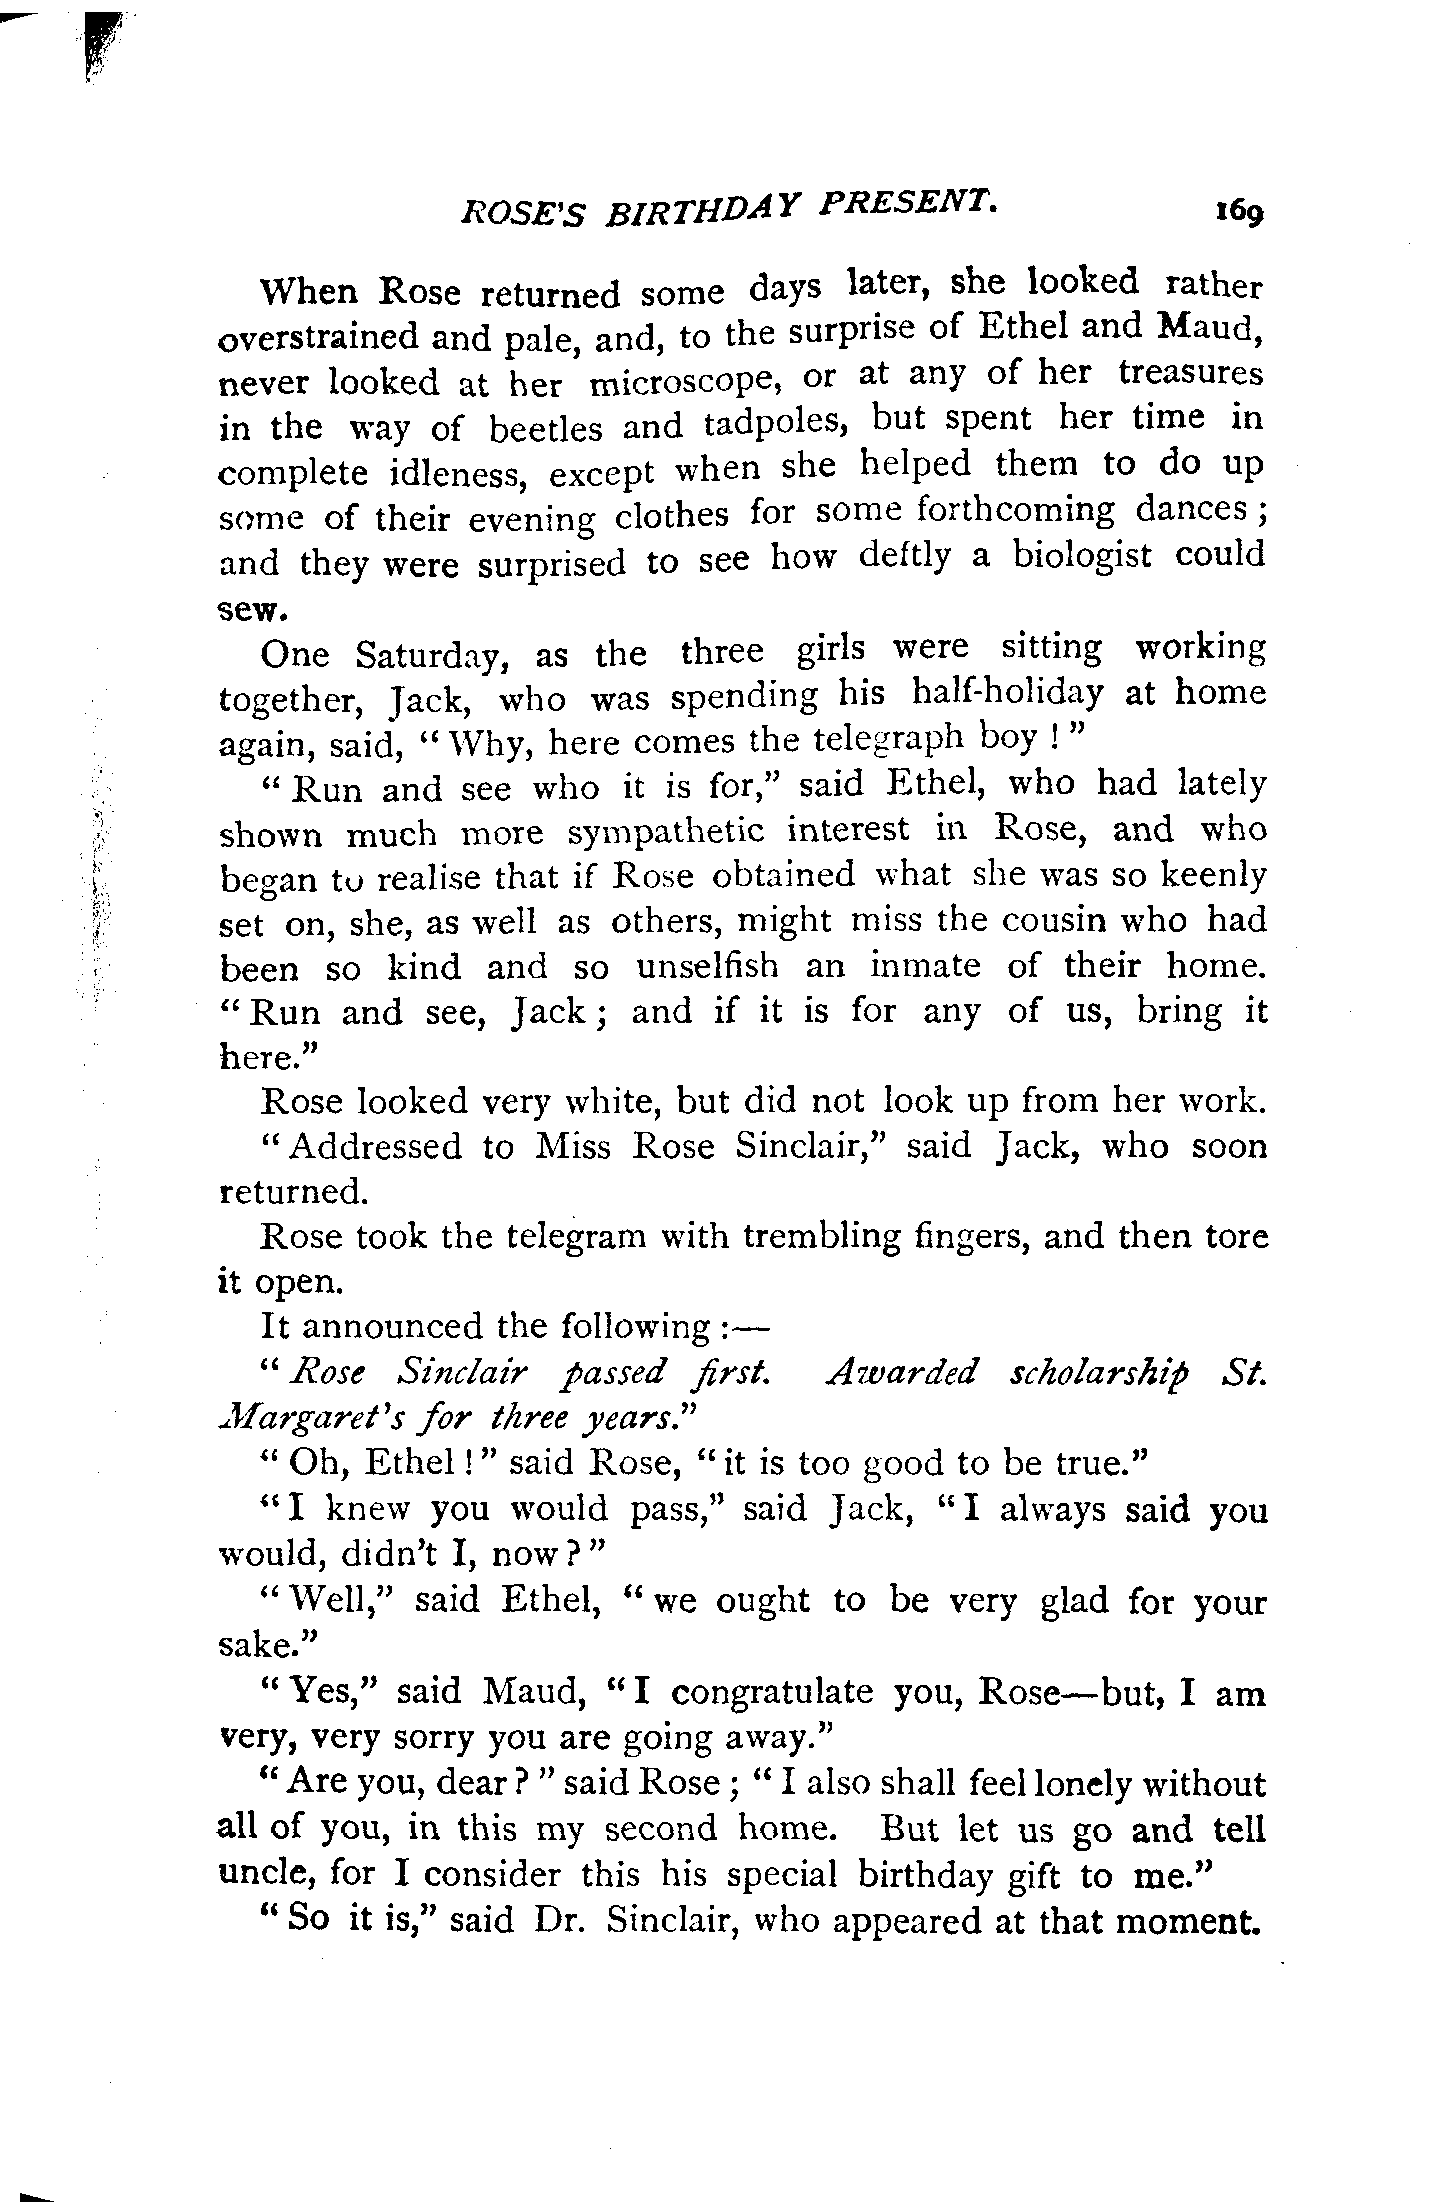 ROSE'S BIRTHDAY PRESENT. 169
When Rose returned some days later, she looked rather
overstrained and pale, and, to the surprise of Ethel and Maud,
never looked at her microscope, or at any of her treasures
in the way of beetles and tadpoles, but spent her time in
complete idleness, except when she helped them to do up
some of their evening clothes for some forthcoming dances ;
and they were surprised to see how deftly a biologist could
sew.
One Saturday, as the three girls were sitting working
together, Jack, who was spending his half-holiday at home
again, said, " Why, here comes the telegraph boy ! "
" Run and see who it is for," said Ethel, who had lately
shown much more sympathetic interest in Rose, and who
began to realise that if Rose obtained what she was so keenly
set on, she, as well as others, might miss the cousin who had
been so kind and so unselfish an inmate of their home.
" Run and see, Jack ; and if it is for any of us, bring it
here."
Rose looked very white, but did not look up from her work.
" Addressed to Miss Rose Sinclair," said Jack, who soon
returned.
Rose took the telegram with trembling fingers, and then tore
it open.
It announced the following :—
" Rose Sinclair passed first. Awarded scholarship St.
Margaret's for three years."
" Oh, Ethel ! " said Rose, " it is too good to be true."
" I knew you would pass," said Jack, " I always said you
would, didn't I, now ? "
" Well," said Ethel, " we ought to be very glad for your
sake."
" Yes," said Maud, " I congratulate you, Rose—but, I am
very, very sorry you are going away."
" Are you, dear ? " said Rose ; " I also shall feel lonely without
all of you, in this my second home. But let us go and tell
uncle, for I consider this his special birthday gift to me."
" So it is," said Dr. Sinclair, who appeared at that moment.